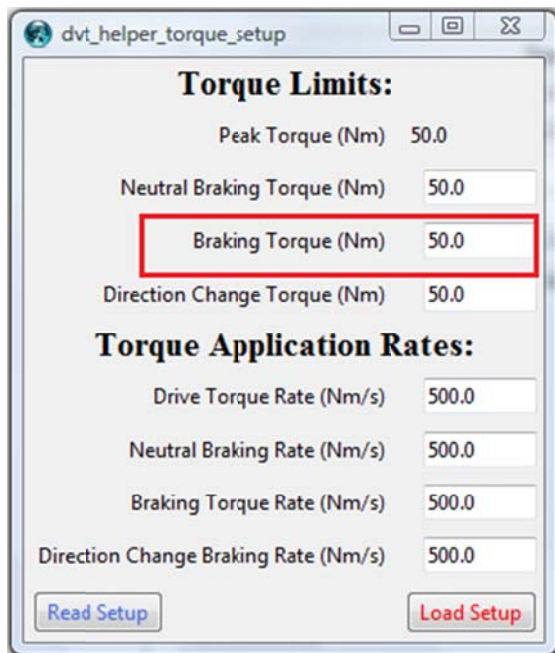 dvt_helper_torque_setup
Torque Limits:
Peak Torque (Nm) 50.0
Neutral Braking Torque (Nm) 50.0
Braking Torque (Nm) 50.0
Direction Change Torque (Nm) 50.0
Torque Application Rates:
Drive Torque Rate (Nm/s) 500.0
Neutral Braking Rate (Nm/s) 500.0
Braking Torque Rate (Nm/s) 500.0
Direction Change Braking Rate (Nm/s) 500.0
Read Setup Load Setup